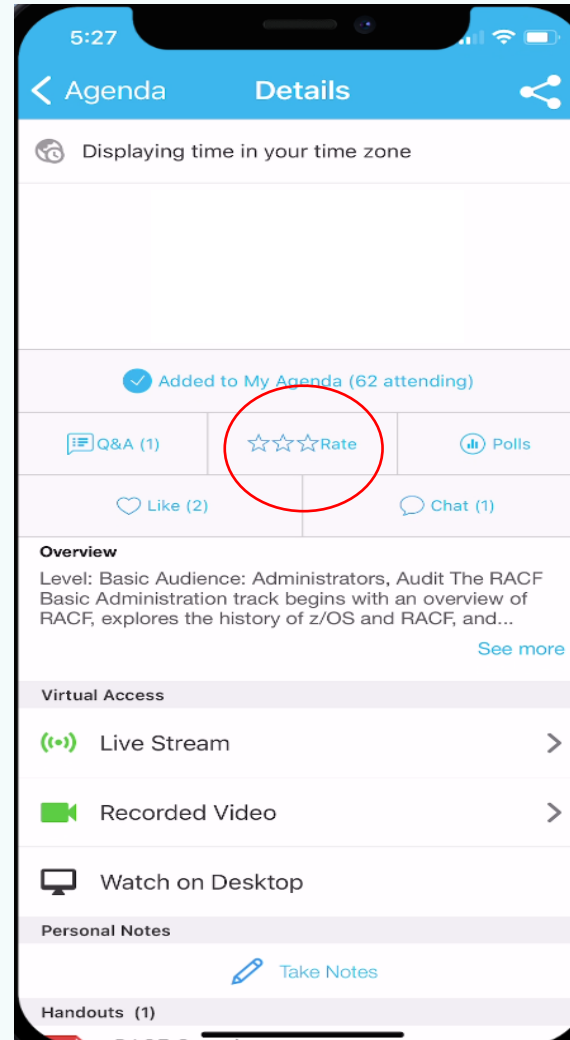 5:27
Agenda
Details
Displaying time in your time zone
Added to My Agenda (62 attending)
Q&A (1)
Rate
Polls
Like (2)
Chat (1)
Overview
Level: Basic Audience: Administrators, Audit The RACF
Basic Administration track begins with an overview of
RACF, explores the history of z/OS and RACF, and...
See more
Virtual Access
Live Stream
Recorded Video
Watch on Desktop
Personal Notes
Take Notes
Handouts (1)